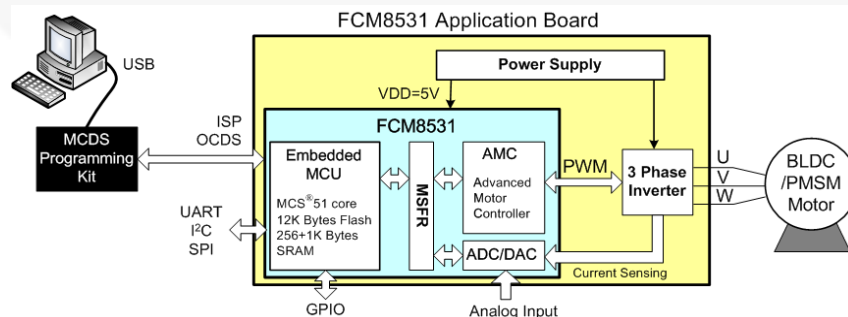 FCM8531 Application Board
USB
Power Supply
VDD=5V
ISP
OCDS
MCDS
Programming
Kit
FCM8531
Embedded
MCU
MCS®51 core
12K Bytes Flash
256+1K Bytes
SRAM
MSFR
AMC
Advanced
Motor
Controller
PWM
3 Phase
Inverter
U
V
W
BLDC
/PMSM
Motor
UART
I²C
SPI
ADC/DAC
Current Sensing
GPIO
Analog Input